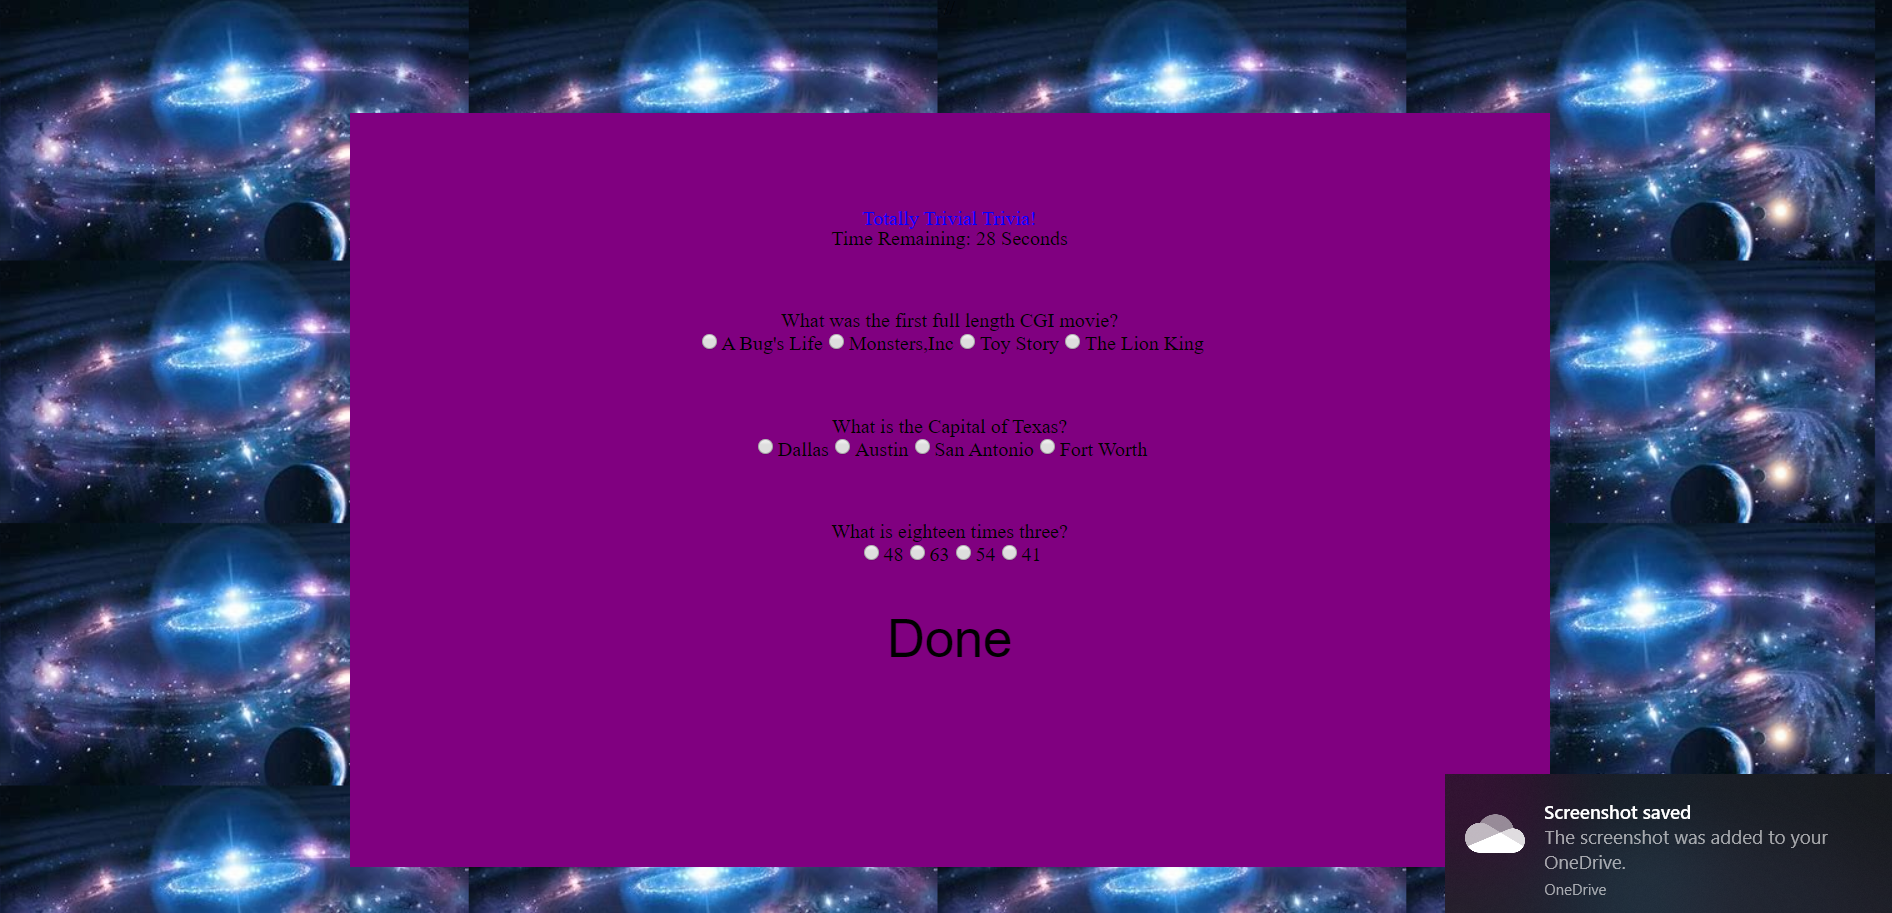 Totally Trivial Trivia!
Time Remaining: 28 Seconds
What was the first full length CGI movie?
A Bug's Life Monsters,Inc Toy Story The Lion King
What is the Capital of Texas?
Dallas Austin San Antonio Fort Worth
What is eighteen times three?
48 63 54 41
Done
Screenshot saved
The screenshot was added to your
OneDrive.
OneDrive